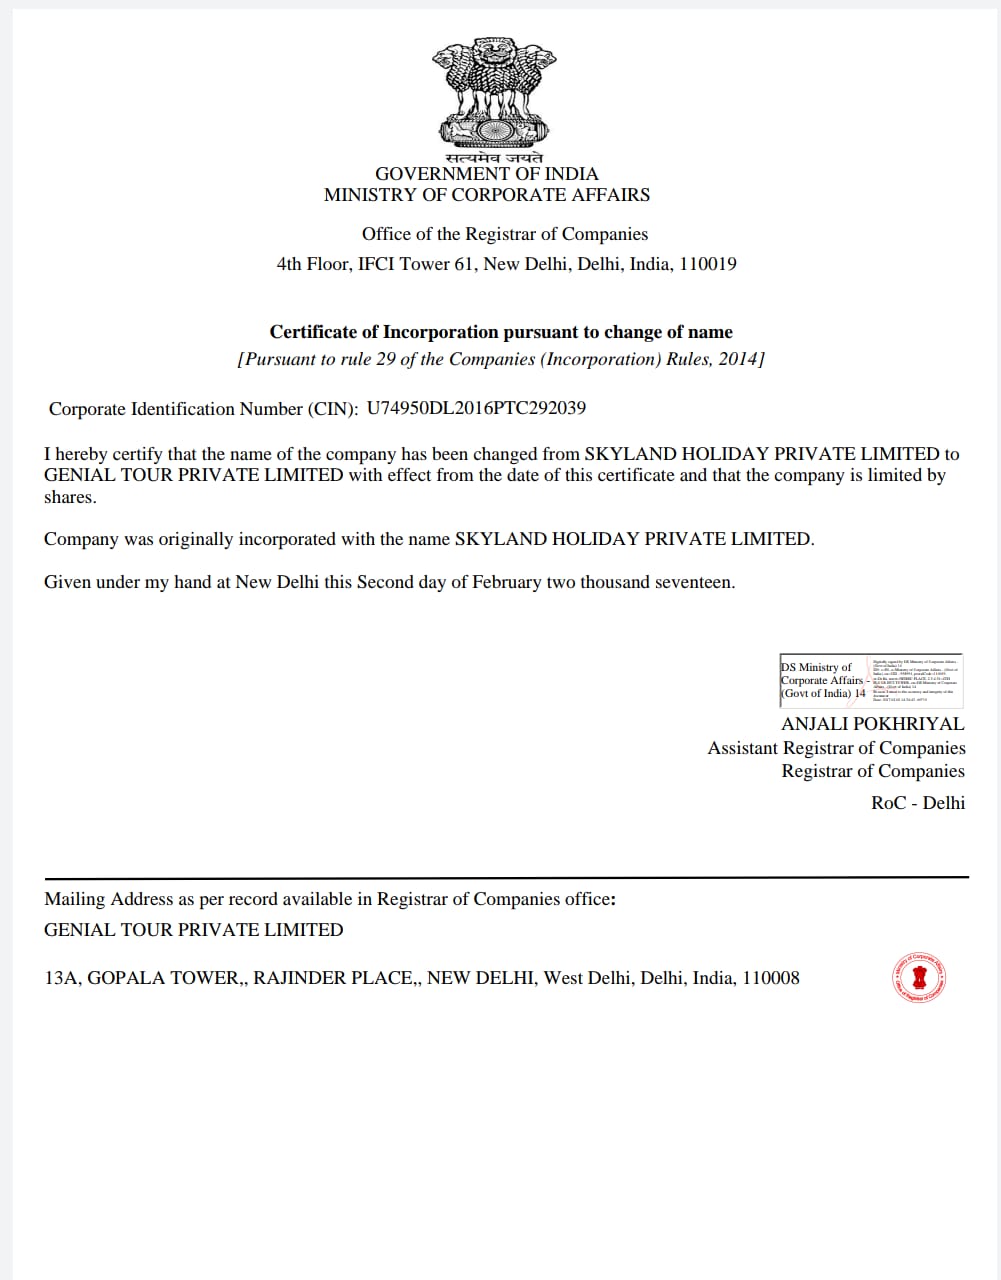 सत्यमेव जयते
GOVERNMENT OF INDIA
MINISTRY OF CORPORATE AFFAIRS
Office of the Registrar of Companies
4th Floor, IFCI Tower 61, New Delhi, Delhi, India, 110019
Certificate of Incorporation pursuant to change of name
[Pursuant to rule 29 of the Companies (Incorporation) Rules, 2014]
Corporate Identification Number (CIN): U74950DL2016PTC292039
I hereby certify that the name of the company has been changed from SKYLAND HOLIDAY PRIVATE LIMITED to
GENIAL TOUR PRIVATE LIMITED with effect from the date of this certificate and that the company is limited by
shares.
Company was originally incorporated with the name SKYLAND HOLIDAY PRIVATE LIMITED.
Given under my hand at New Delhi this Second day of February two thousand seventeen.
DS Ministry of
Corporate Affairs -
(Govt of India) 14
ANJALI POKHRIYAL
Assistant Registrar of Companies
Registrar of Companies
RoC - Delhi
Mailing Address as per record available in Registrar of Companies office:
GENIAL TOUR PRIVATE LIMITED
13A, GOPALA TOWER,, RAJINDER PLACE,, NEW DELHI, West Delhi, Delhi, India, 110008
Ministry of Corporate Affairs
Office of Registrar of Companies